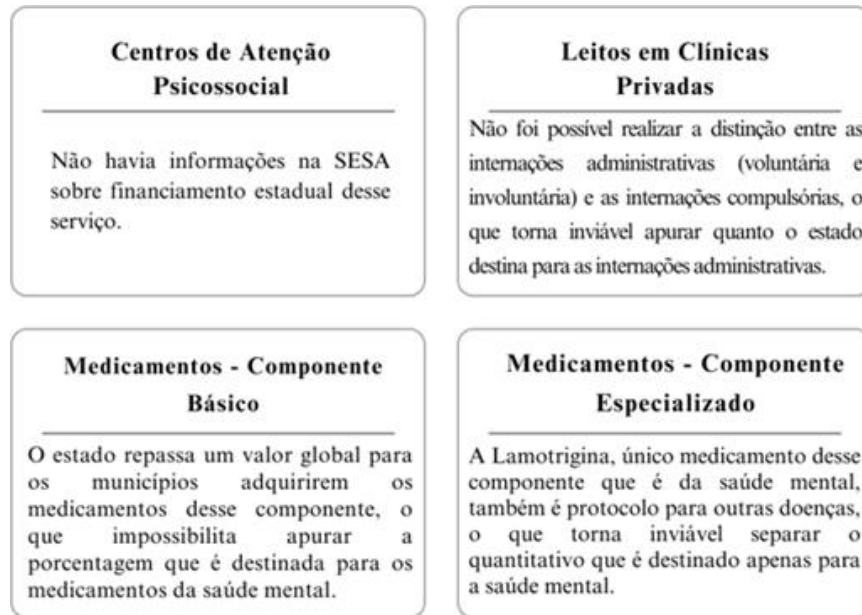 Centros de Atenção
Psicossocial
Não havia informações na SESA
sobre financiamento estadual desse
serviço.
Leitos em Clínicas
Privadas
Não foi possível realizar a distinção entre as
internações administrativas (voluntária e
involuntária) e as internações compulsórias, o
que torna inviável apurar quanto o estado
destina para as internações administrativas.
Medicamentos - Componente
Básico
O estado repassa um valor global para
os municípios adquirirem os
medicamentos desse componente, o
que impossibilita apurar a
porcentagem que é destinada para os
medicamentos da saúde mental.
Medicamentos - Componente
Especializado
A Lamotrigina, único medicamento desse
componente que é da saúde mental,
também é protocolo para outras doenças,
o que torna inviável separar o
quantitativo que é destinado apenas para
a saúde mental.